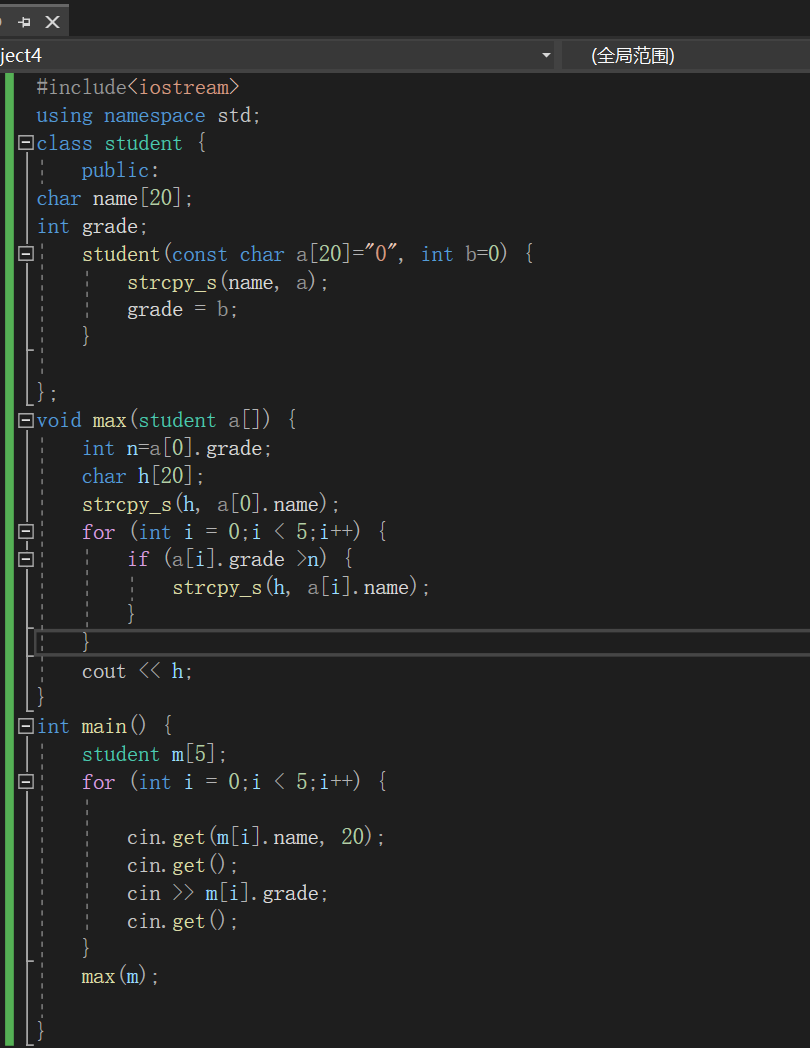 ject4 (全局范围)
#include<iostream>
using namespace std;
class student {
    public:
char name[20];
int grade;
    student(const char a[20]="0", int b=0) {
        strcpy_s(name, a);
        grade = b;
    }
};
void max(student a[]) {
    int n=a[0].grade;
    char h[20];
    strcpy_s(h, a[0].name);
    for (int i = 0;i < 5;i++) {
        if (a[i].grade >n) {
            strcpy_s(h, a[i].name);
        }
    }
    cout << h;
}
int main() {
    student m[5];
    for (int i = 0;i < 5;i++) {
        cin.get(m[i].name, 20);
        cin.get();
        cin >> m[i].grade;
        cin.get();
    }
    max(m);
}